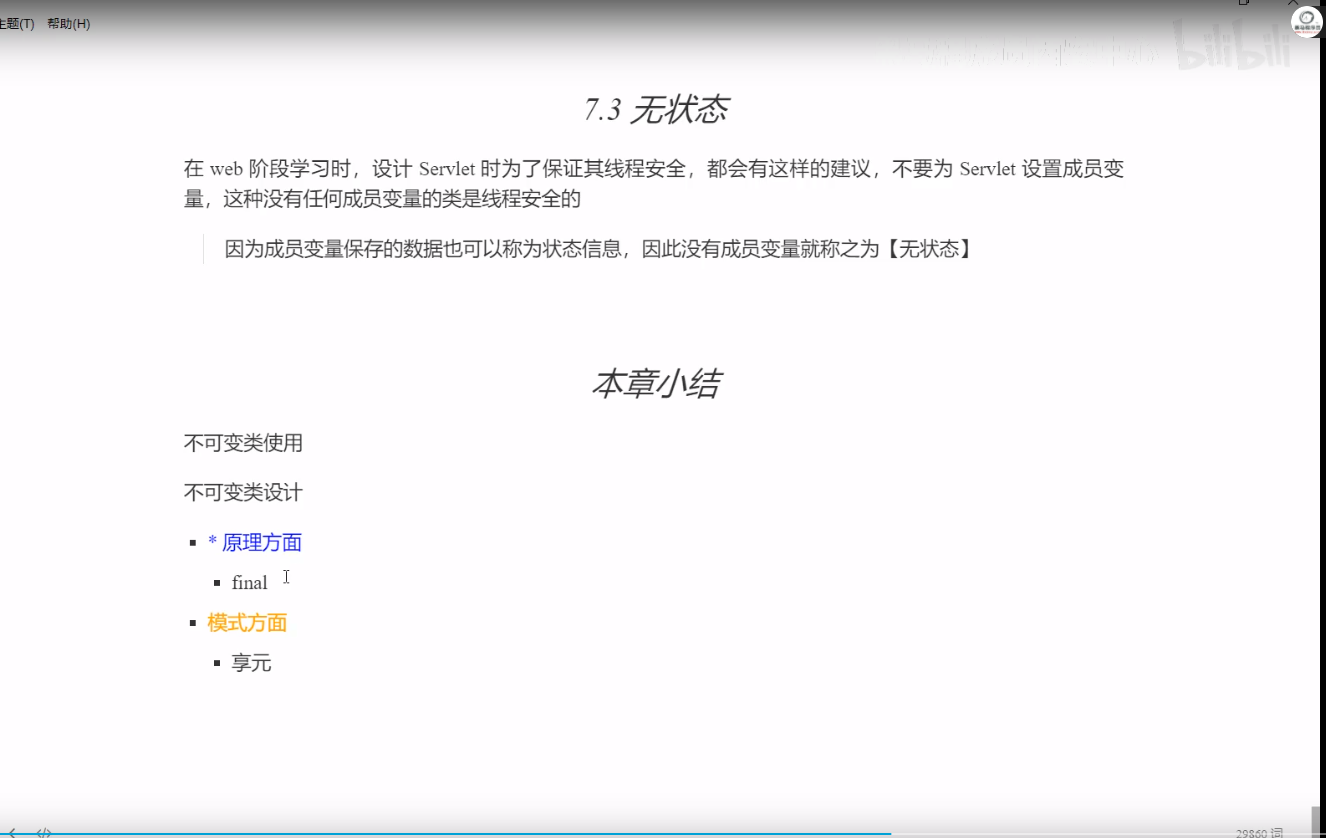 主题(T) 帮助(H)
bilibili
7.3 无状态
在 web 阶段学习时，设计 Servlet 时为了保证其线程安全，都会有这样的建议，不要为 Servlet 设置成员变
量，这种没有任何成员变量的类是线程安全的
因为成员变量保存的数据也可以称为状态信息，因此没有成员变量就称之为【无状态】
本章小结
不可变类使用
不可变类设计
* 原理方面
final
模式方面
享元
29860 词